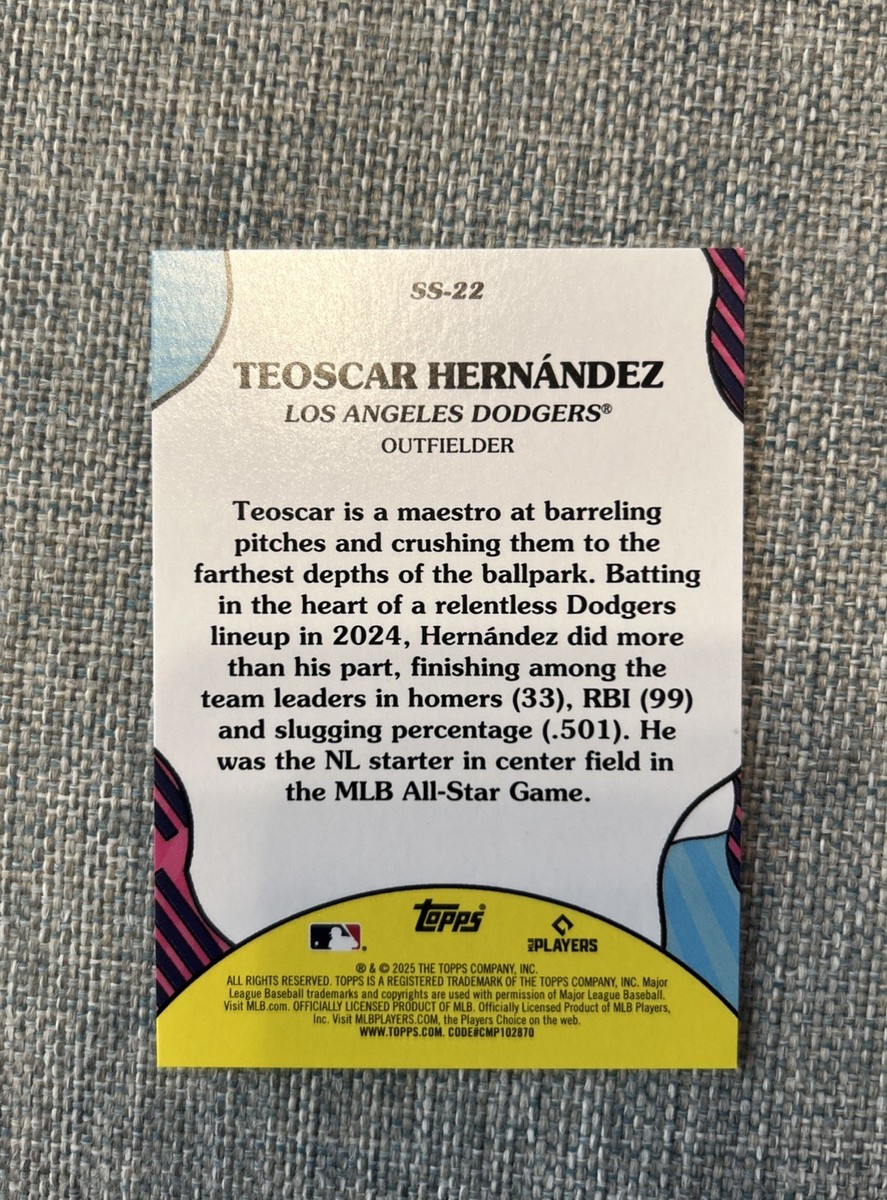 SS-22
TEOSCAR HERNÁNDEZ
LOS ANGELES DODGERS®
OUTFIELDER
Teoscar is a maestro at barreling
pitches and crushing them to the
farthest depths of the ballpark. Batting
in the heart of a relentless Dodgers
lineup in 2024, Hernández did more
than his part, finishing among the
team leaders in homers (33), RBI (99)
and slugging percentage (.501). He
was the NL starter in center field in
the MLB All-Star Game.
topps®
MLB PLAYERS
® & © 2025 THE TOPPS COMPANY, INC.
ALL RIGHTS RESERVED. TOPPS IS A REGISTERED TRADEMARK OF THE TOPPS COMPANY, INC. Major
League Baseball trademarks and copyrights are used with permission of Major League Baseball.
Visit MLB.com. OFFICIALLY LICENSED PRODUCT OF MLB. Officially Licensed Product of MLB Players,
Inc. Visit MLBPLAYERS.COM, the Players Choice on the web.
WWW.TOPPS.COM. CODE#CMP102870